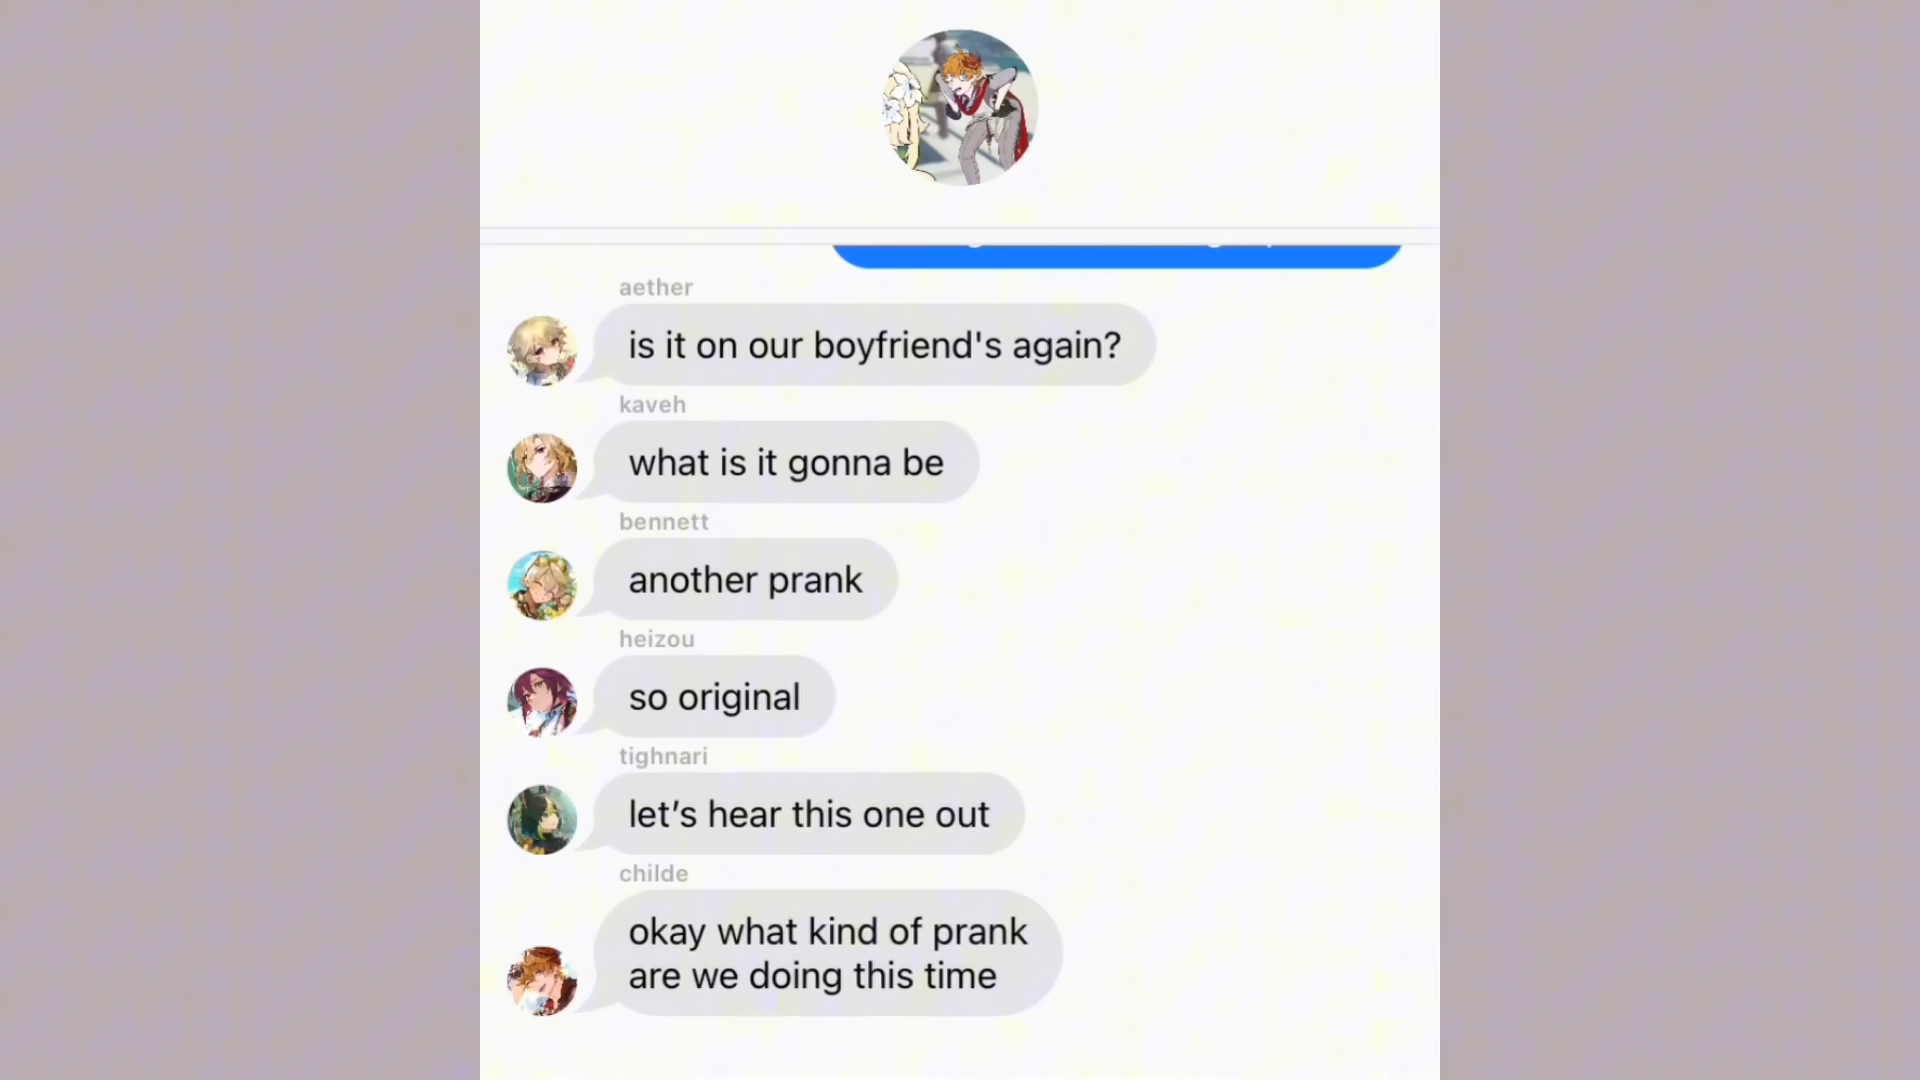 aether
is it on our boyfriend's again?
kaveh
what is it gonna be
bennett
another prank
heizou
so original
tighnari
let’s hear this one out
childe
okay what kind of prank
are we doing this time